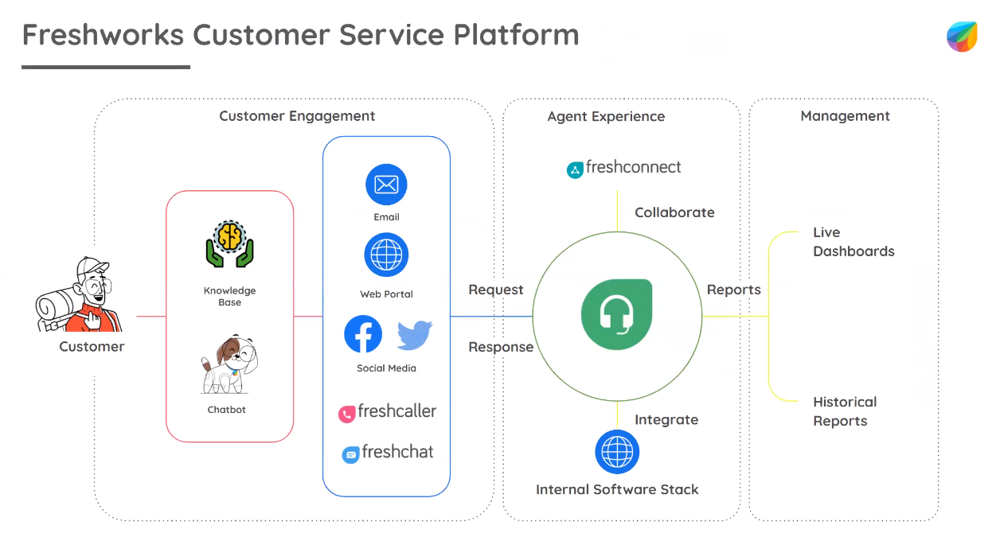 Freshworks Customer Service Platform
Customer Engagement
Agent Experience
Management
Customer
Knowledge
Base
Chatbot
Email
Web Portal
Social Media
freshcaller
freshchat
Request
Response
freshconnect
Collaborate
Integrate
Internal Software Stack
Reports
Live
Dashboards
Historical
Reports